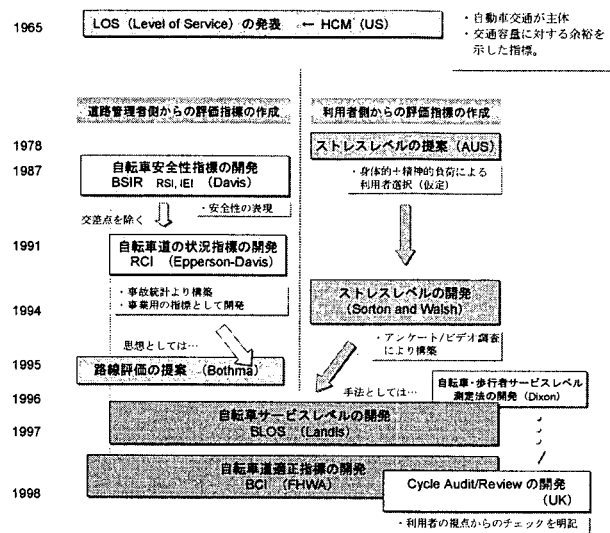 1965
LOS (Level of Service) の発表 ← HCM (US)
・自動車交通が主体
・交通容量に対する余裕を
示した指標。
道路管理者側からの評価指標の作成
利用者側からの評価指標の作成
1978
ストレスレベルの提案 (AUS)
1987
自転車安全性指標の開発
BSIR RSI, IEI (Davis)
・身体的+精神的負荷による
利用者選択 (仮定)
交差点を除く
・安全性の表現
1991
自転車道の状況指標の開発
RCI (Epperson-Davis)
・事故統計より構築
・事業用の指標として開発
1994
ストレスレベルの開発
(Sorton and Walsh)
・アンケート/ビデオ調査
により構築
思想としては…
1995
路線評価の提案 (Bothma)
手法としては…
自転車・歩行者サービスレベル
測定法の開発 (Dixon)
1996
自転車サービスレベルの開発
BLOS (Landis)
1997
自転車道適正指標の開発
BCI (FHWA)
1998
Cycle Audit/Review の開発
(UK)
・利用者の視点からのチェックを明記